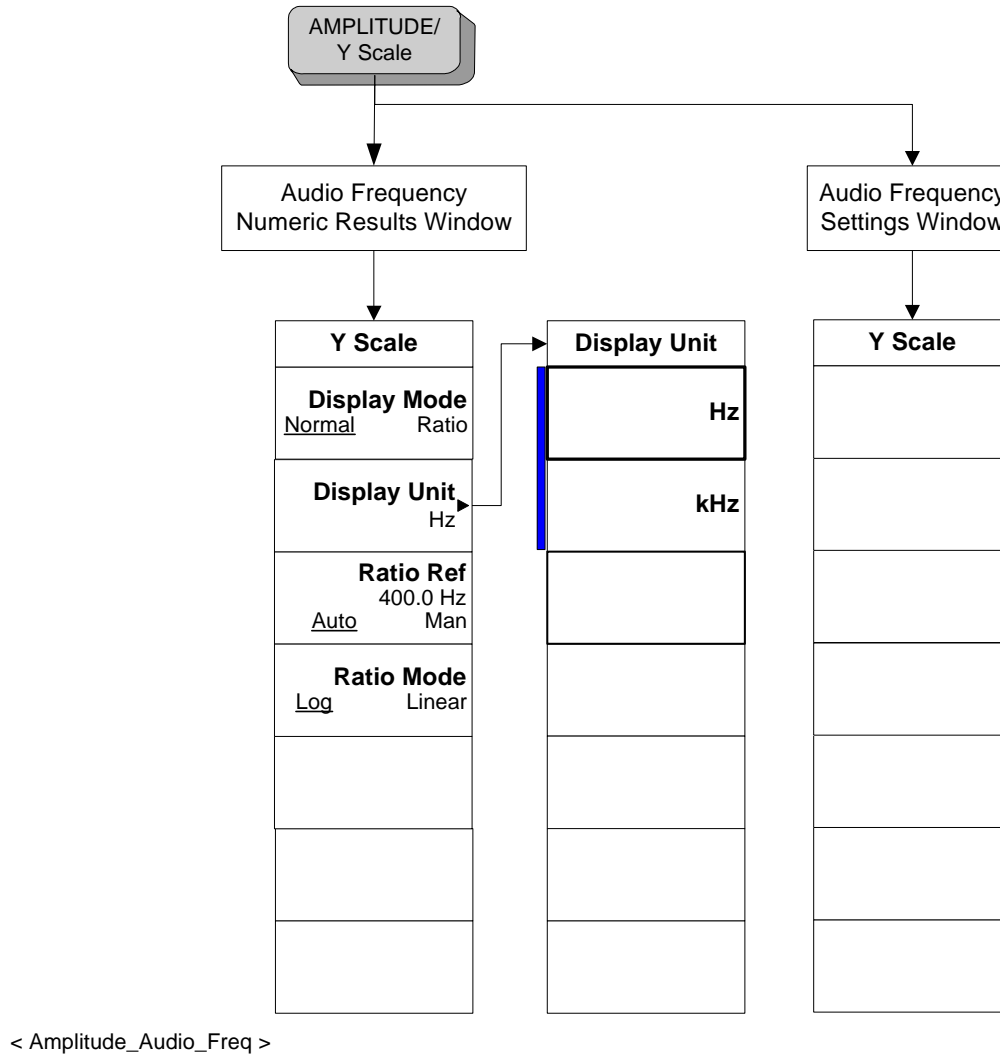 AMPLITUDE/
Y Scale
Audio Frequency
Numeric Results Window
Audio Frequency
Settings Window
Y Scale
Display Mode
Normal Ratio
Display Unit
Hz
Ratio Ref
400.0 Hz
Auto Man
Ratio Mode
Log Linear
Display Unit
Hz
kHz
Y Scale
< Amplitude_Audio_Freq >